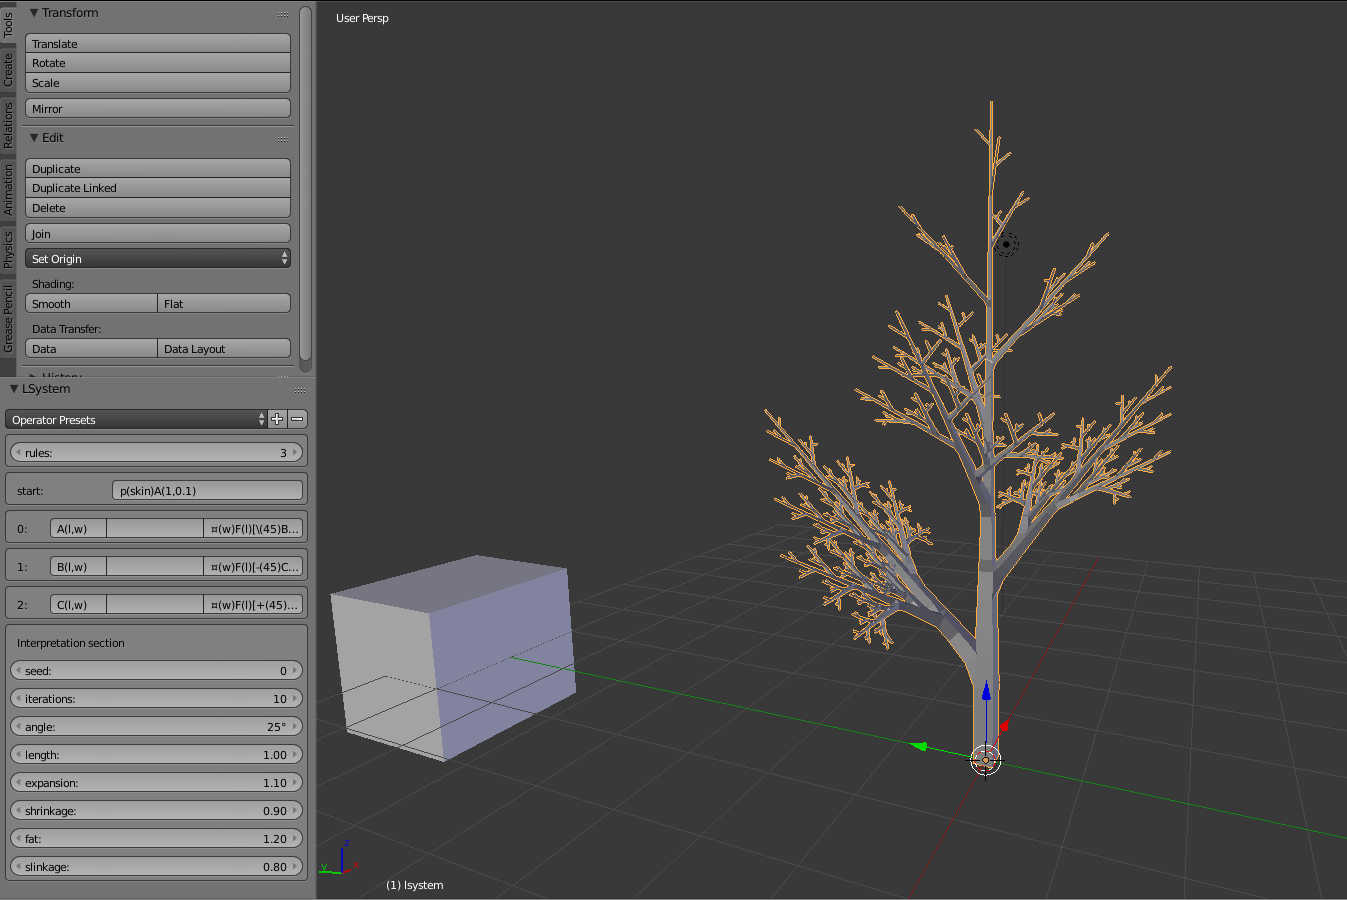 Tools
Create
Relations
Animation
Physics
Grease Pencil
Transform
Translate
Rotate
Scale
Mirror
Edit
Duplicate
Duplicate Linked
Delete
Join
Set Origin
Shading:
Smooth Flat
Data Transfer:
Data Data Layout
History
LSystem
Operator Presets
rules: 3
start: p(skin)A(1,0.1)
0: A(l,w) ¤(w)F(l)[\(45)B...
1: B(l,w) ¤(w)F(l)[-(45)C...
2: C(l,w) ¤(w)F(l)[+(45)...
Interpretation section
seed: 0
iterations: 10
angle: 25°
length: 1.00
expansion: 1.10
shrinkage: 0.90
fat: 1.20
slinkage: 0.80
User Persp
z
y
(1) lsystem